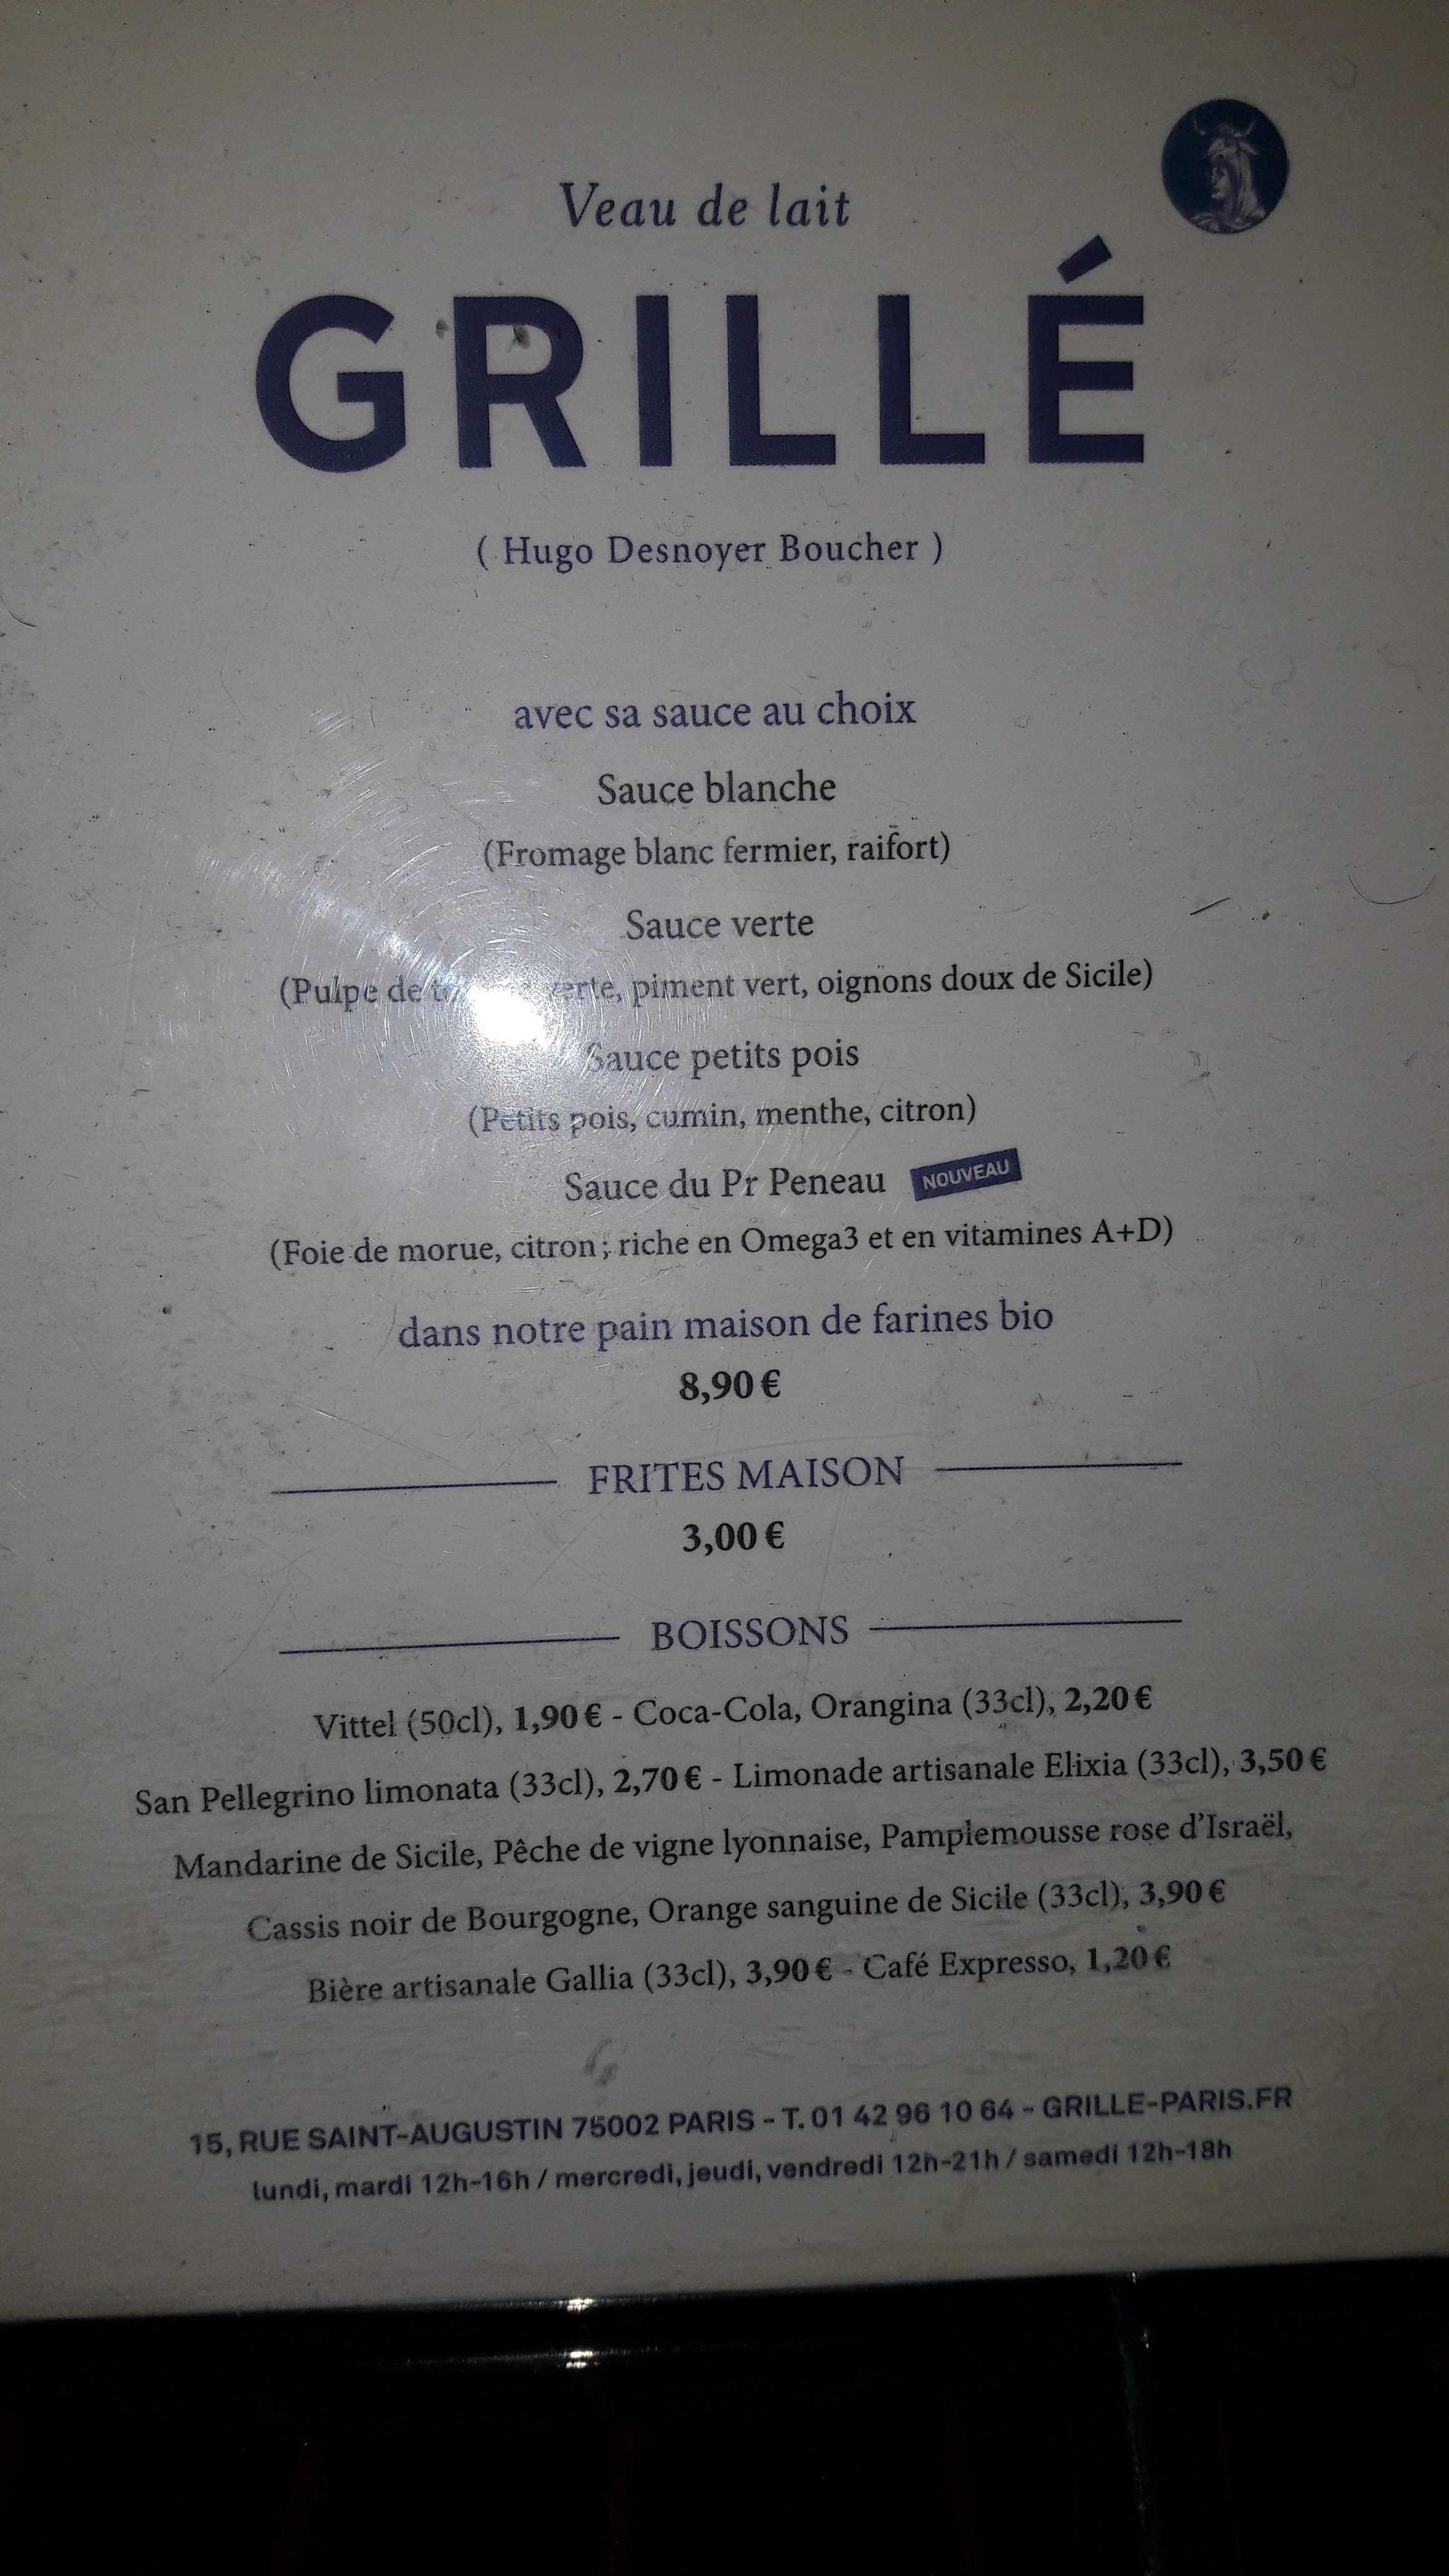 Veau de lait
GRILLÉ
( Hugo Desnoyer Boucher )
avec sa sauce au choix
Sauce blanche
(Fromage blanc fermier, raifort)
Sauce verte
(Pulpe de verte, piment vert, oignons doux de Sicile)
Sauce petits pois
(Petits pois, cumin, menthe, citron)
Sauce du Pr Peneau NOUVEAU
(Foie de morue, citron ; riche en Omega3 et en vitamines A+D)
dans notre pain maison de farines bio
8,90 €
FRITES MAISON
3,00 €
BOISSONS
Vittel (50cl), 1,90 € - Coca-Cola, Orangina (33cl), 2,20 €
San Pellegrino limonata (33cl), 2,70 € - Limonade artisanale Elixia (33cl), 3,50 €
Mandarine de Sicile, Pêche de vigne lyonnaise, Pamplemousse rose d'Israël,
Cassis noir de Bourgogne, Orange sanguine de Sicile (33cl), 3,90 €
Bière artisanale Gallia (33cl), 3,90 € - Café Expresso, 1,20 €
15, RUE SAINT-AUGUSTIN 75002 PARIS - T. 01 42 96 10 64 - GRILLE-PARIS.FR
lundi, mardi 12h-16h / mercredi, jeudi, vendredi 12h-21h / samedi 12h-18h